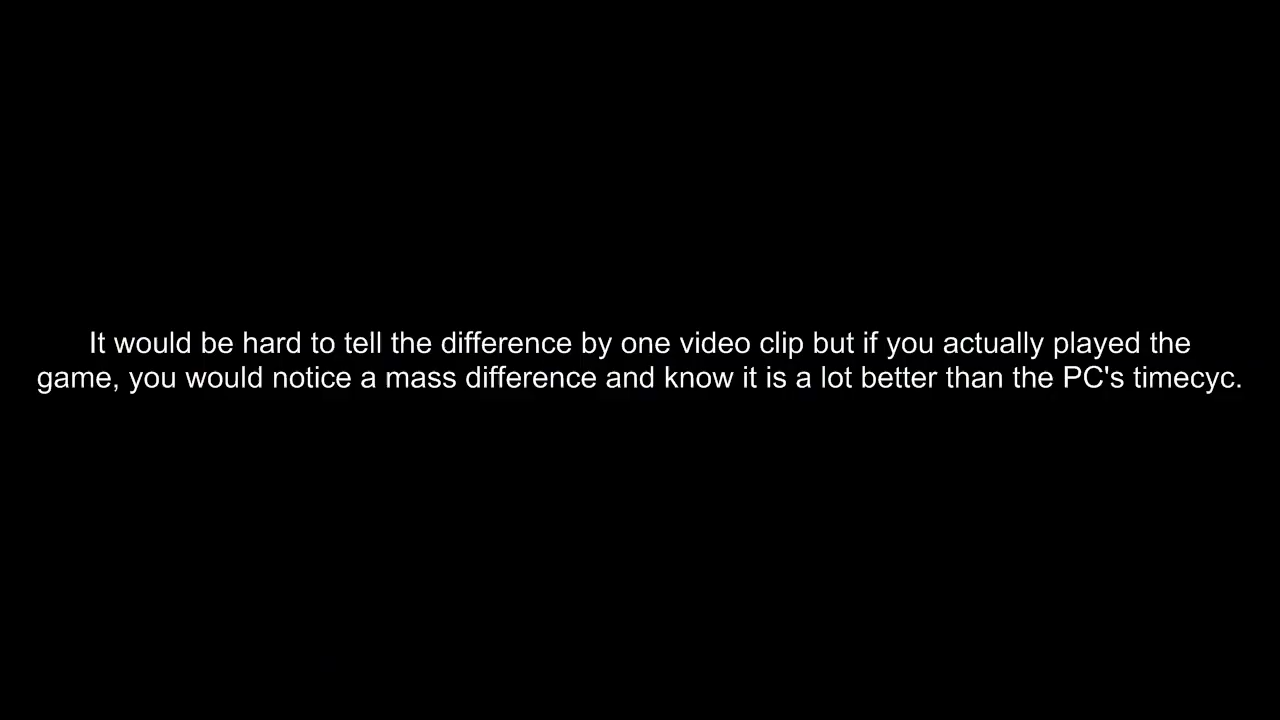 It would be hard to tell the difference by one video clip but if you actually played the
game, you would notice a mass difference and know it is a lot better than the PC's timecyc.